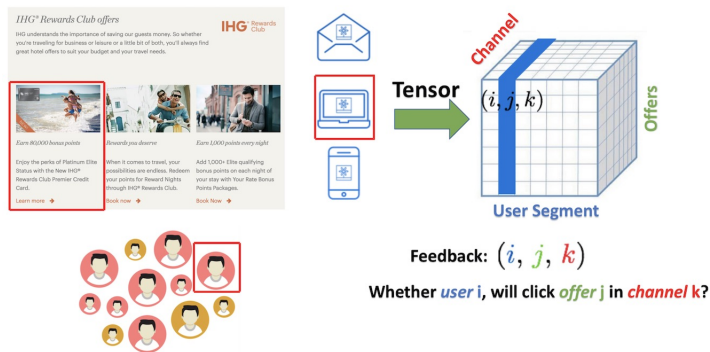 IHG® Rewards Club offers
IHG® Rewards
Club
IHG understands the importance of saving our guests money. So whether
you're traveling for business or leisure or a little bit of both, you'll always find
great hotel offers to suit your budget and your travel needs.
Earn 80,000 bonus points
Rewards you deserve
Earn 1,000 points every night
Enjoy the perks of Platinum Elite
Status with the New IHG®
Rewards Club Premier Credit
Card.
Learn more →
When it comes to travel, your
possibilities are endless. Redeem
your points for Reward Nights
through IHG® Rewards Club.
Book now →
Add 1,000+ Elite qualifying
bonus points on each night of
your stay with Your Rate Bonus
Points Packages.
Book Now →
Tensor
Channel
(i, j, k)
Offers
User Segment
Feedback: (i, j, k)
Whether user i, will click offer j in channel k?